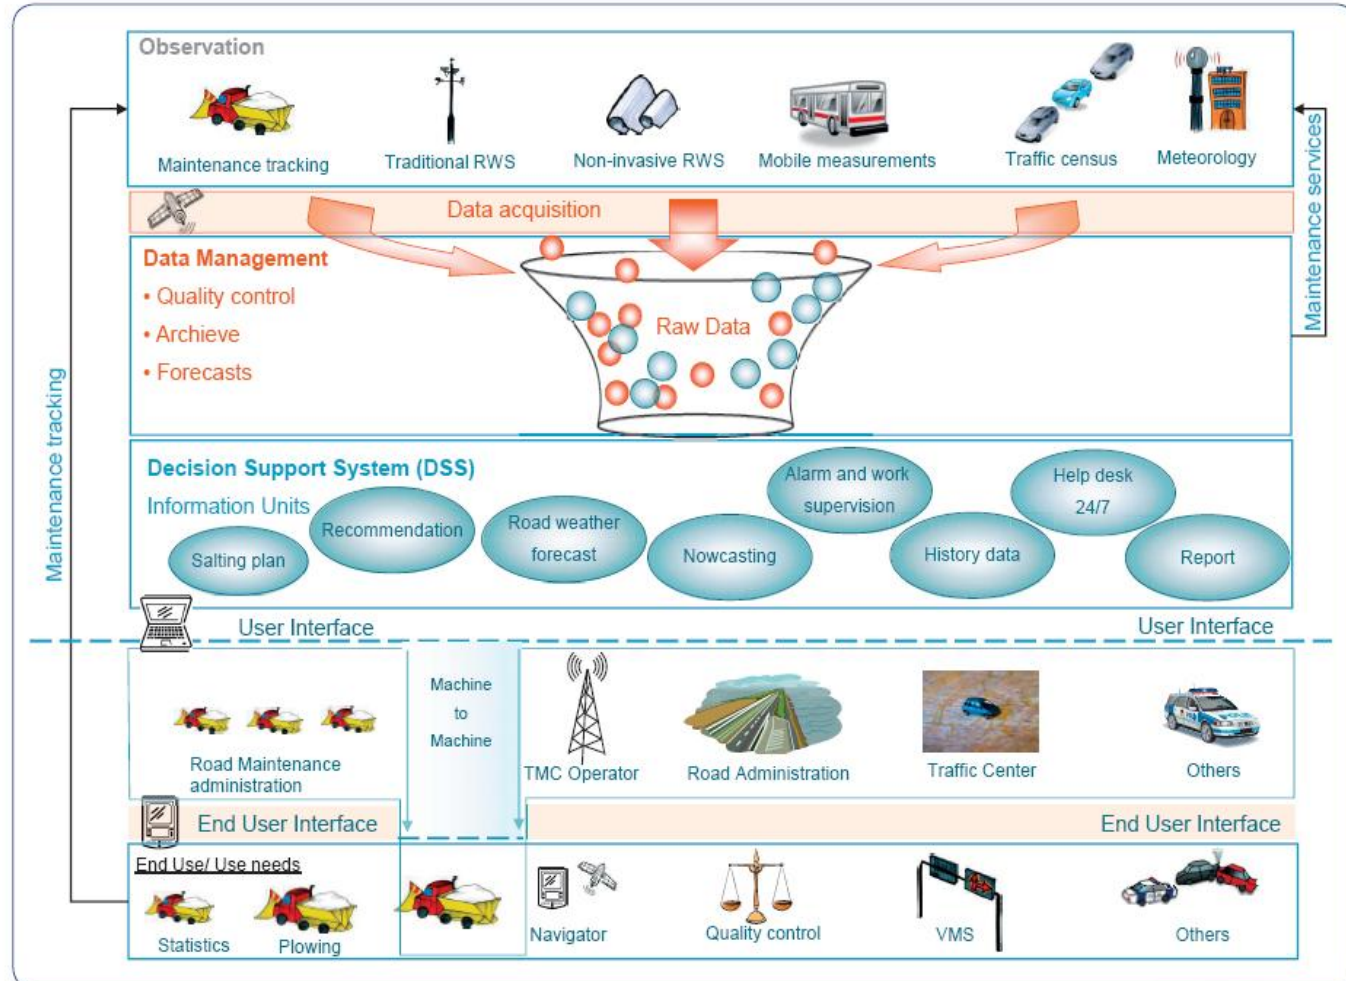 Observation
Maintenance tracking
Traditional RWS
Non-invasive RWS
Mobile measurements
Traffic census
MET
Meteorology
Data acquisition
Data Management
• Quality control
• Archieve
• Forecasts
Raw Data
Maintenance services
Maintenance tracking
Decision Support System (DSS)
Information Units
Salting plan
Recommendation
Road weather
forecast
Nowcasting
Alarm and work
supervision
History data
Help desk
24/7
Report
User Interface
User Interface
Road Maintenance
administration
Machine
to
Machine
TMC Operator
Road Administration
Traffic Center
Others
End User Interface
End User Interface
End Use/ Use needs
Statistics
Plowing
Navigator
Quality control
VMS
Others